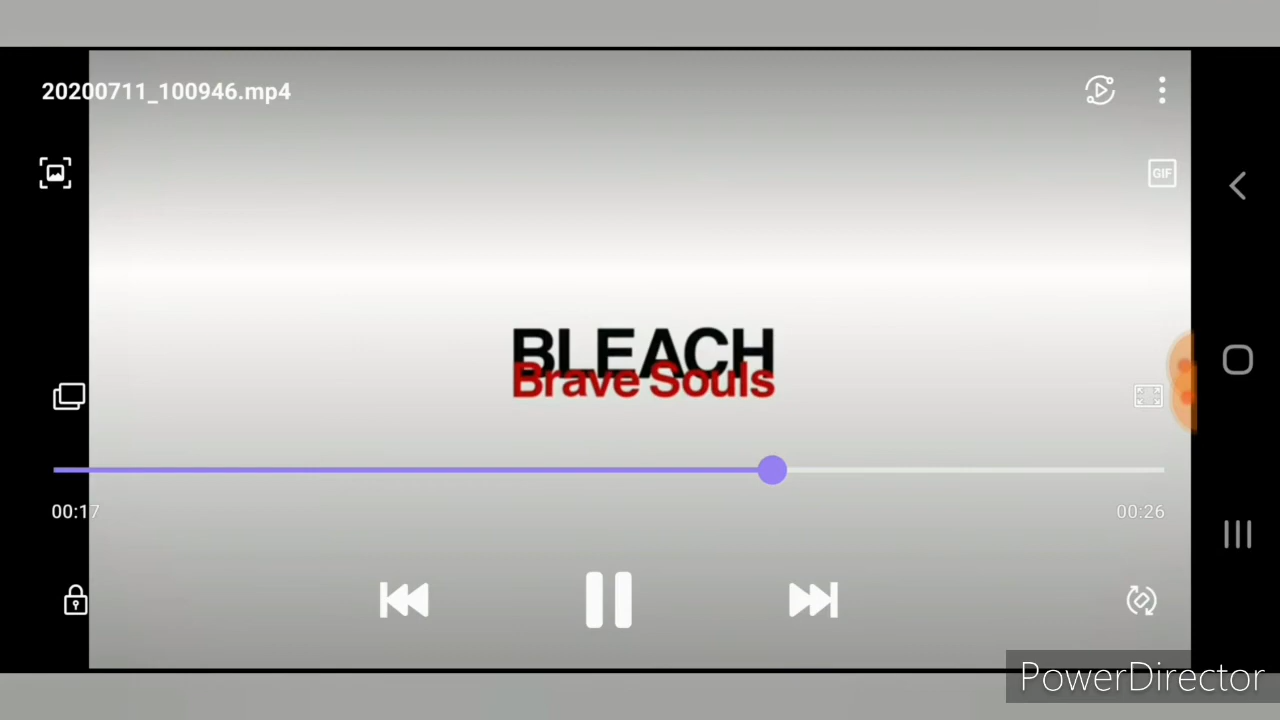 20200711_100946.mp4
GIF
BLEACH
Brave Souls
00:17
00:26
PowerDirector